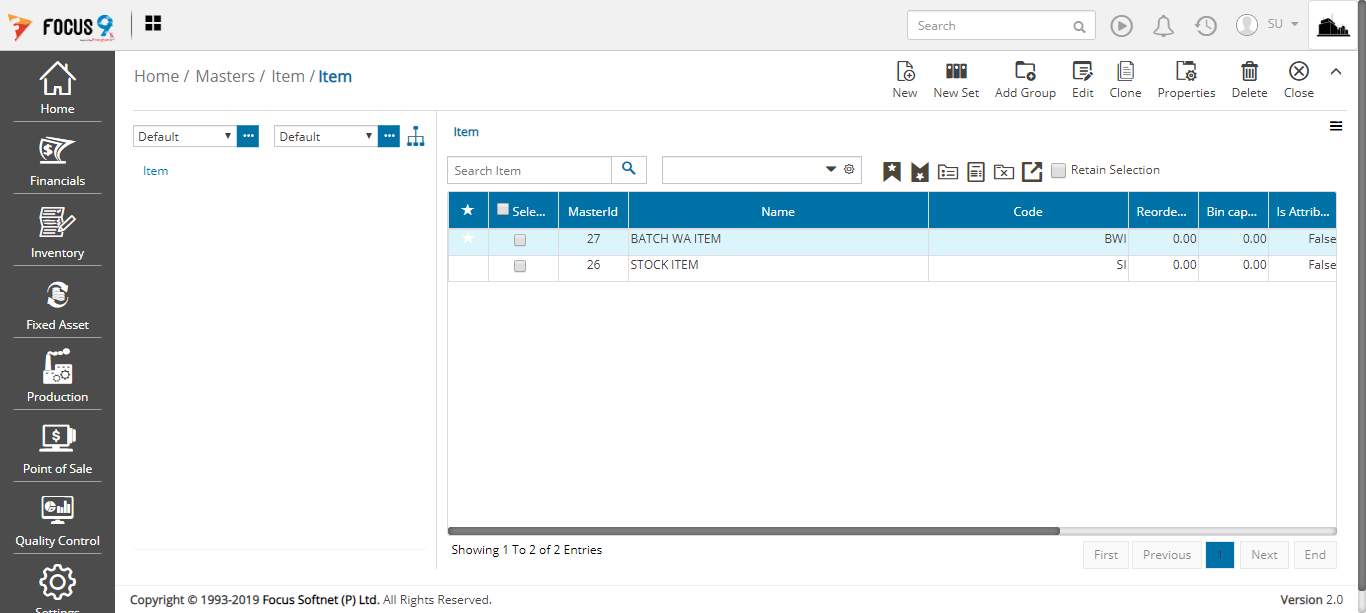 FOCUS 9
Search
SU
Home / Masters / Item / Item
New
New Set
Add Group
Edit
Clone
Properties
Delete
Close
Home
Financials
Inventory
Fixed Asset
Production
Point of Sale
Quality Control
Settings
Default
Default
Item
Item
Search Item
Retain Selection
Sele... MasterId Name Code Reorde... Bin cap... Is Attrib...
27 BATCH WA ITEM BWI 0.00 0.00 False
26 STOCK ITEM SI 0.00 0.00 False
Showing 1 To 2 of 2 Entries
First Previous 1 Next End
Copyright © 1993-2019 Focus Softnet (P) Ltd. All Rights Reserved.
Version 2.0